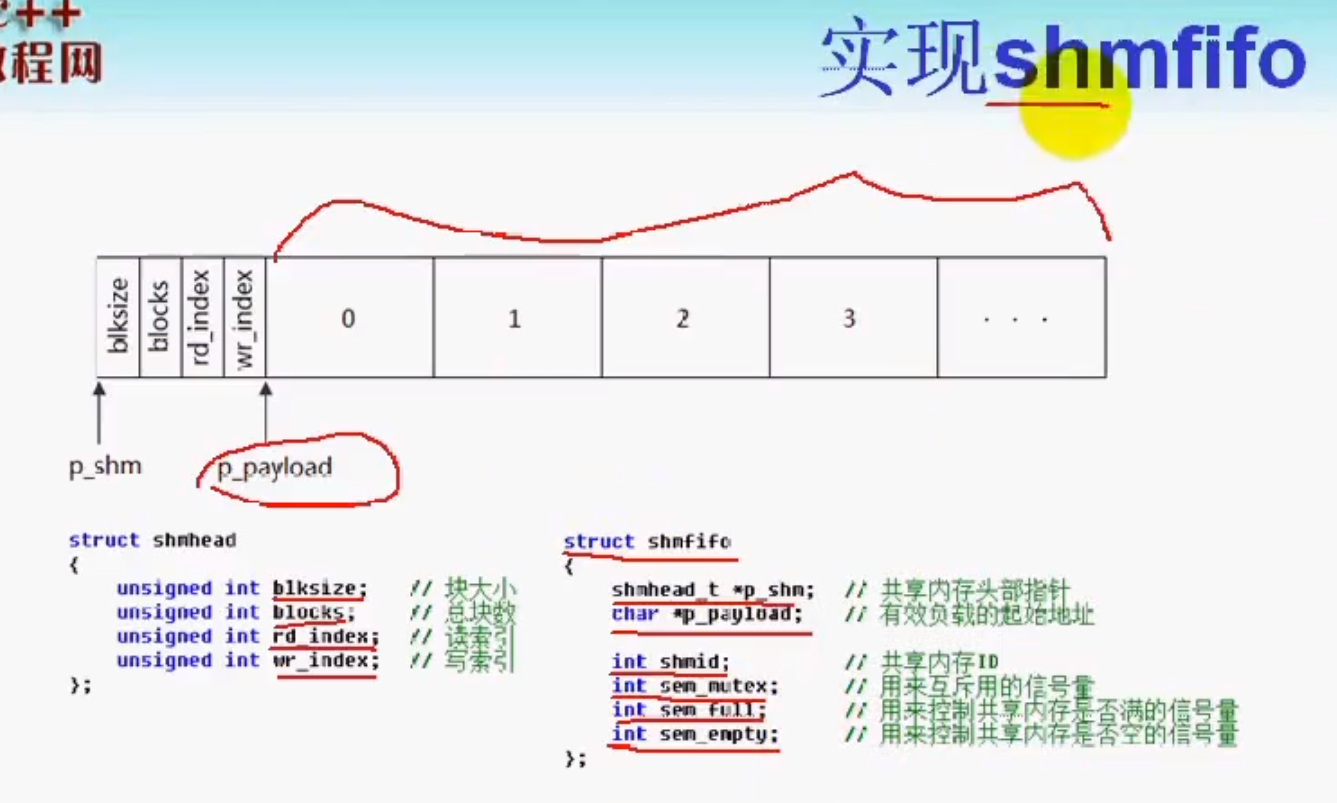 C++
教程网
实现shmfifo
blksize
blocks
rd_index
wr_index
0
1
2
3
. . .
p_shm
p_payload
struct shmhead
{
unsigned int blksize; // 块大小
unsigned int blocks; // 总块数
unsigned int rd_index; // 读索引
unsigned int wr_index; // 写索引
};
struct shmfifo
{
shmhead_t *p_shm; // 共享内存头部指针
char *p_payload; // 有效负载的起始地址
int shmid; // 共享内存ID
int sem_mutex; // 用来互斥用的信号量
int sem_full; // 用来控制共享内存是否满的信号量
int sem_empty; // 用来控制共享内存是否空的信号量
};